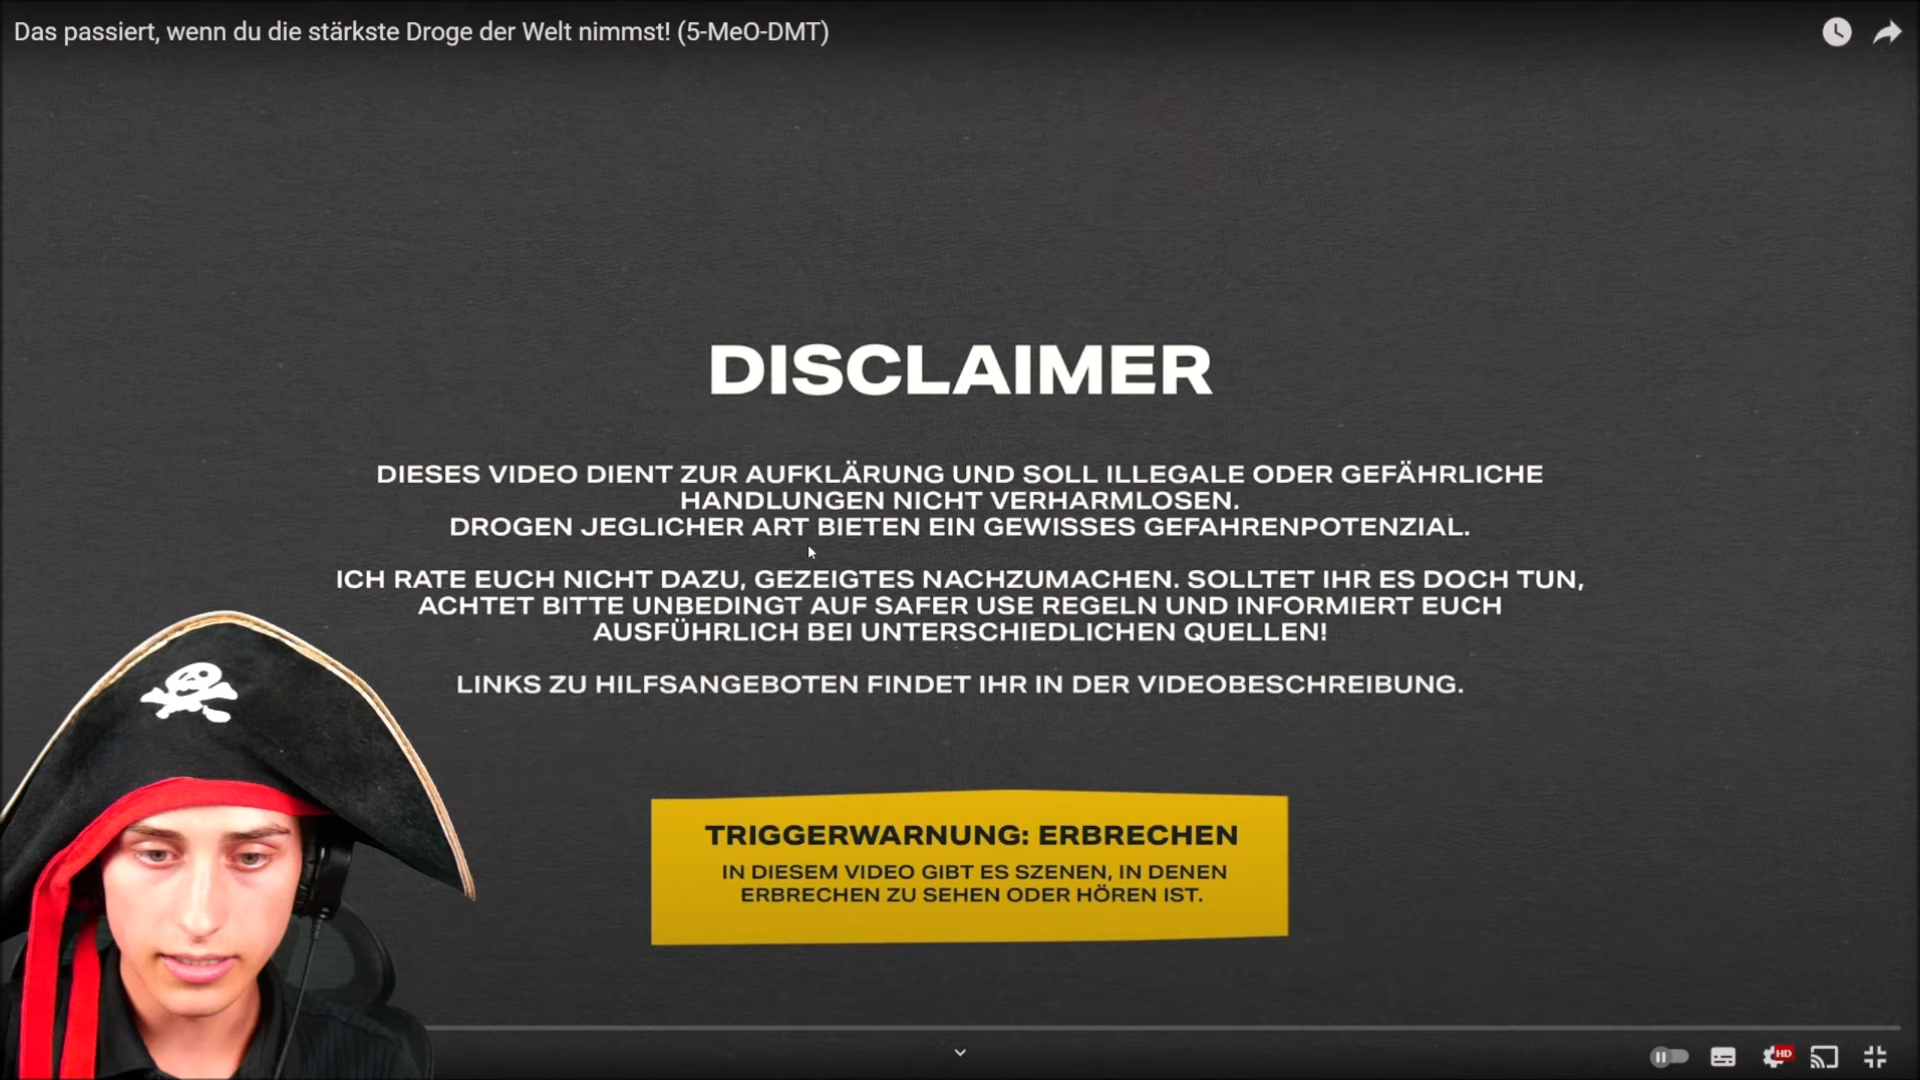 Das passiert, wenn du die stärkste Droge der Welt nimmst! (5-MeO-DMT)
DISCLAIMER
DIESES VIDEO DIENT ZUR AUFKLÄRUNG UND SOLL ILLEGALE ODER GEFÄHRLICHE
HANDLUNGEN NICHT VERHARMLOSEN.
DROGEN JEGLICHER ART BIETEN EIN GEWISSES GEFAHRENPOTENZIAL.
ICH RATE EUCH NICHT DAZU, GEZEIGTES NACHZUMACHEN. SOLLTET IHR ES DOCH TUN,
ACHTET BITTE UNBEDINGT AUF SAFER USE REGELN UND INFORMIERT EUCH
AUSFÜHRLICH BEI UNTERSCHIEDLICHEN QUELLEN!
LINKS ZU HILFSANGEBOTEN FINDET IHR IN DER VIDEOBESCHREIBUNG.
TRIGGERWARNUNG: ERBRECHEN
IN DIESEM VIDEO GIBT ES SZENEN, IN DENEN
ERBRECHEN ZU SEHEN ODER HÖREN IST.
HD